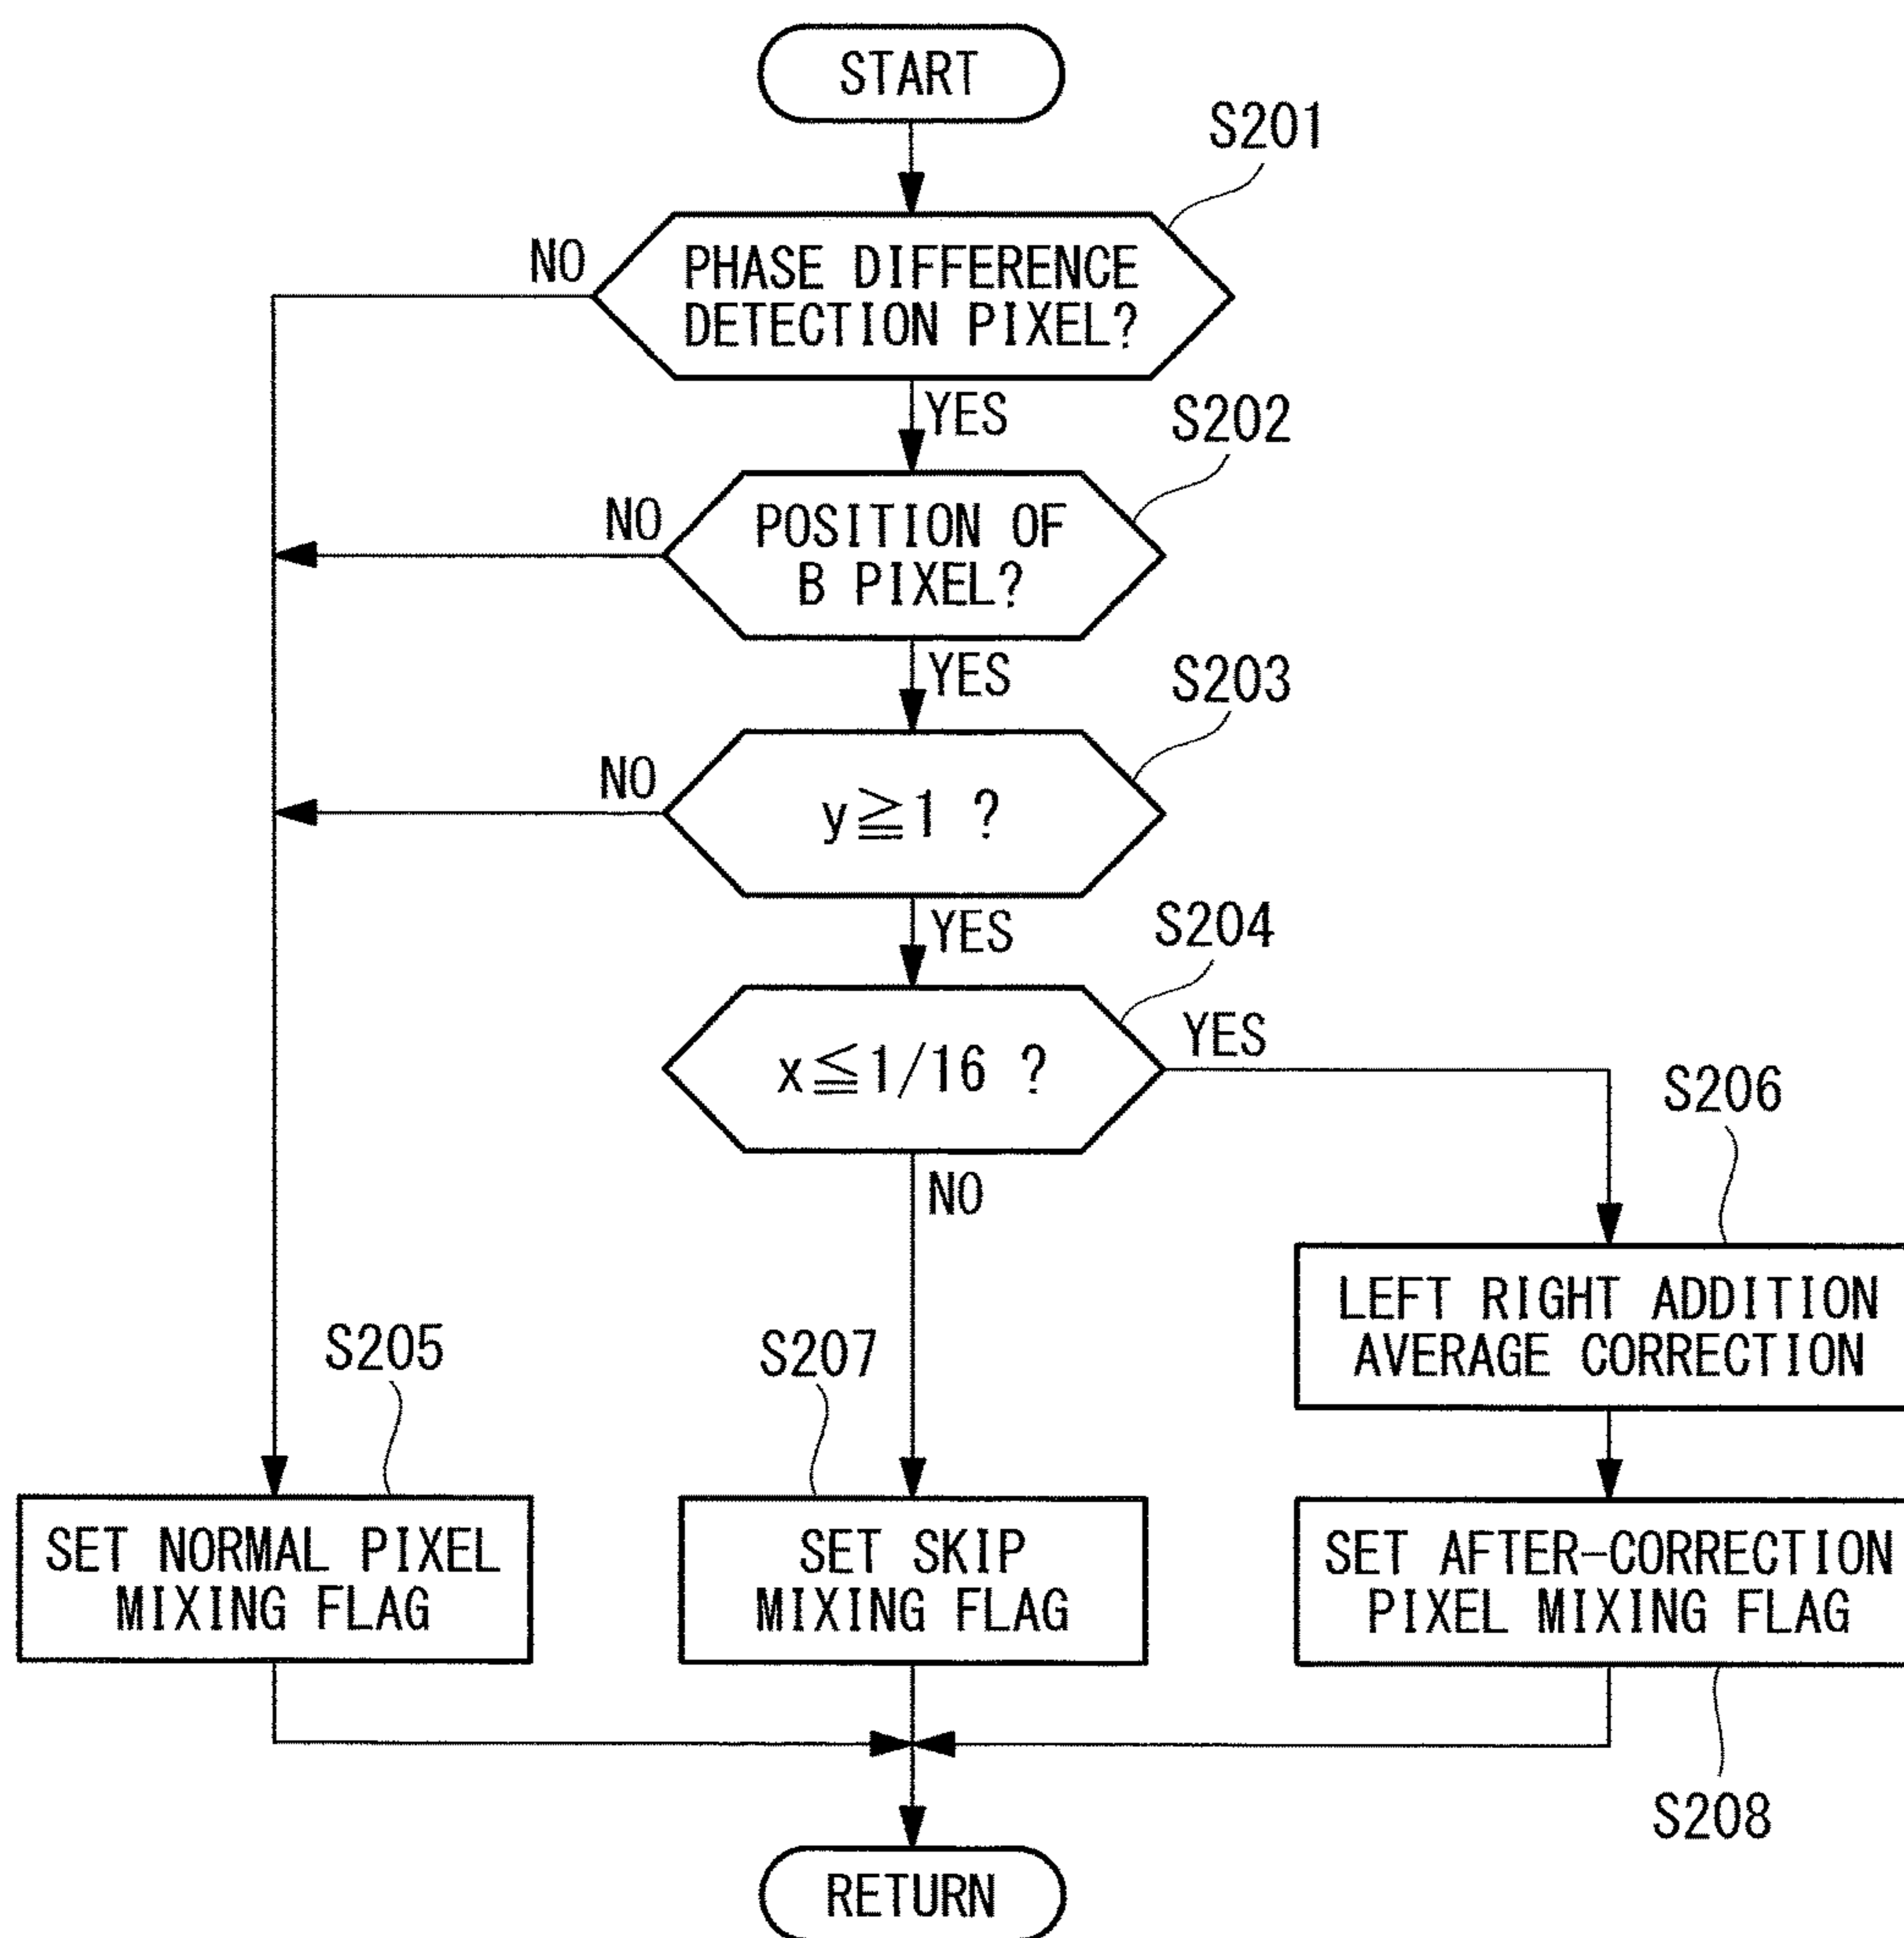 START
S201
NO
PHASE DIFFERENCE
DETECTION PIXEL?
YES
S202
NO
POSITION OF
B PIXEL?
YES
S203
NO
y≧1 ?
YES
S204
x≦1/16 ?
YES
S206
NO
LEFT RIGHT ADDITION
AVERAGE CORRECTION
S205
S207
SET NORMAL PIXEL
MIXING FLAG
SET SKIP
MIXING FLAG
SET AFTER-CORRECTION
PIXEL MIXING FLAG
S208
RETURN